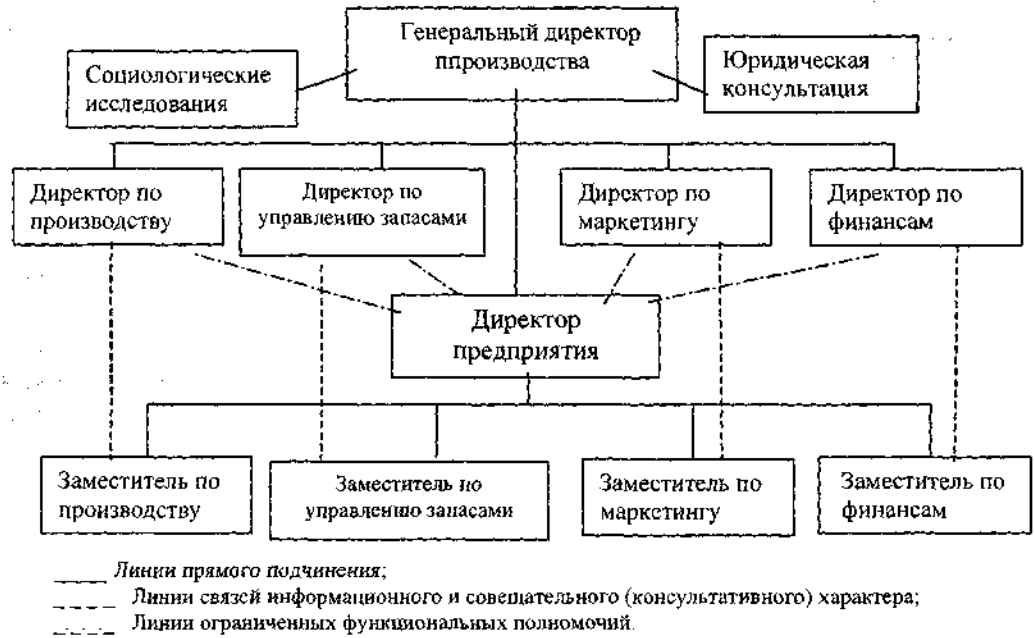 Генеральный директор
ппроизводства
Социологические
исследования
Юридическая
консультация
Директор по
производству
Директор по
управлению запасами
Директор по
маркетингу
Директор по
финансам
Директор
предприятия
Заместитель по
производству
Заместитель по
управлению запасами
Заместитель по
маркетингу
Заместитель по
финансам
Линии прямого подчинения;
Линии связей информационного и совещательного (консультативного) характера;
Линии ограниченных функциональных полномочий.